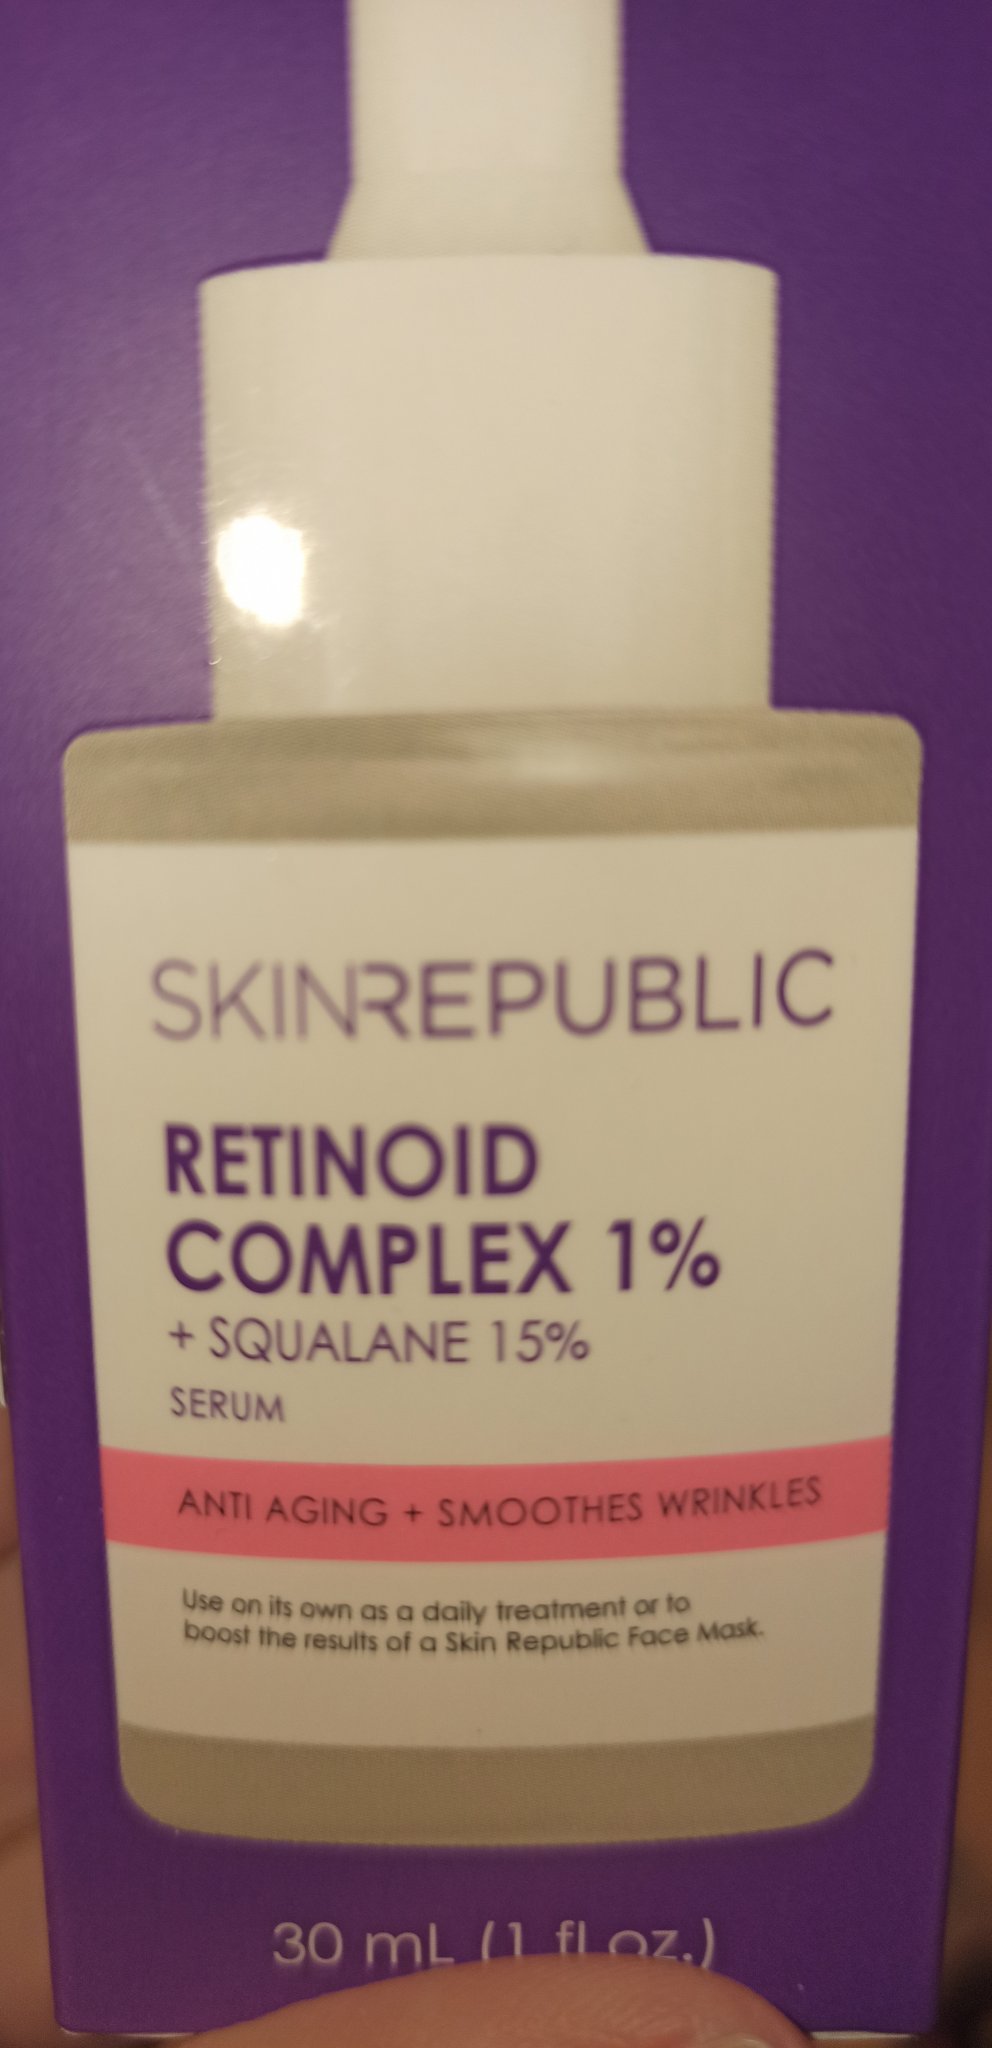 SKINREPUBLIC
RETINOID
COMPLEX 1%
+ SQUALANE 15%
SERUM
ANTI AGING + SMOOTHES WRINKLES
Use on its own as a daily treatment or to
boost the results of a Skin Republic Face Mask.
30 mL (1 fl oz.)